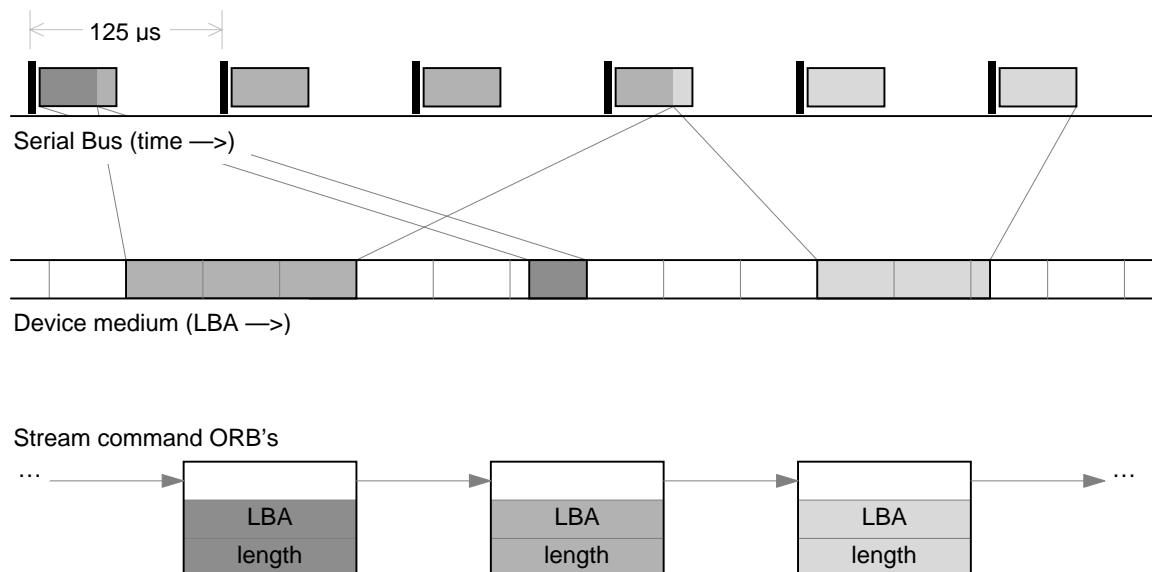 125 µs
Serial Bus (time —>)
Device medium (LBA —>)
Stream command ORB's
... ...
LBA LBA LBA
length length length